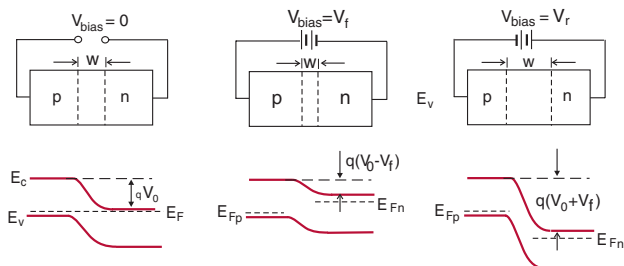 V_bias = 0
w
p n
E_c
qV_0
E_v E_F
V_bias=V_f
w
p n
q(V_0-V_f)
E_Fn
E_Fp
V_bias = V_r
w
E_v
p n
q(V_0+V_f)
E_Fp
E_Fn